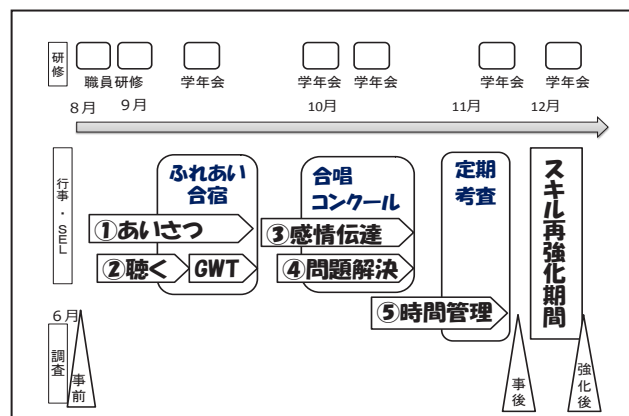 研修
職員研修
学年会
学年会
学年会
学年会
学年会
8月
9月
10月
11月
12月
行事・SEL
ふれあい
合宿
合唱
コンクール
定期
考査
スキル再強化期間
①あいさつ
③感情伝達
②聴く
GWT
④問題解決
⑤時間管理
6月
調査
事前
事後
強化後